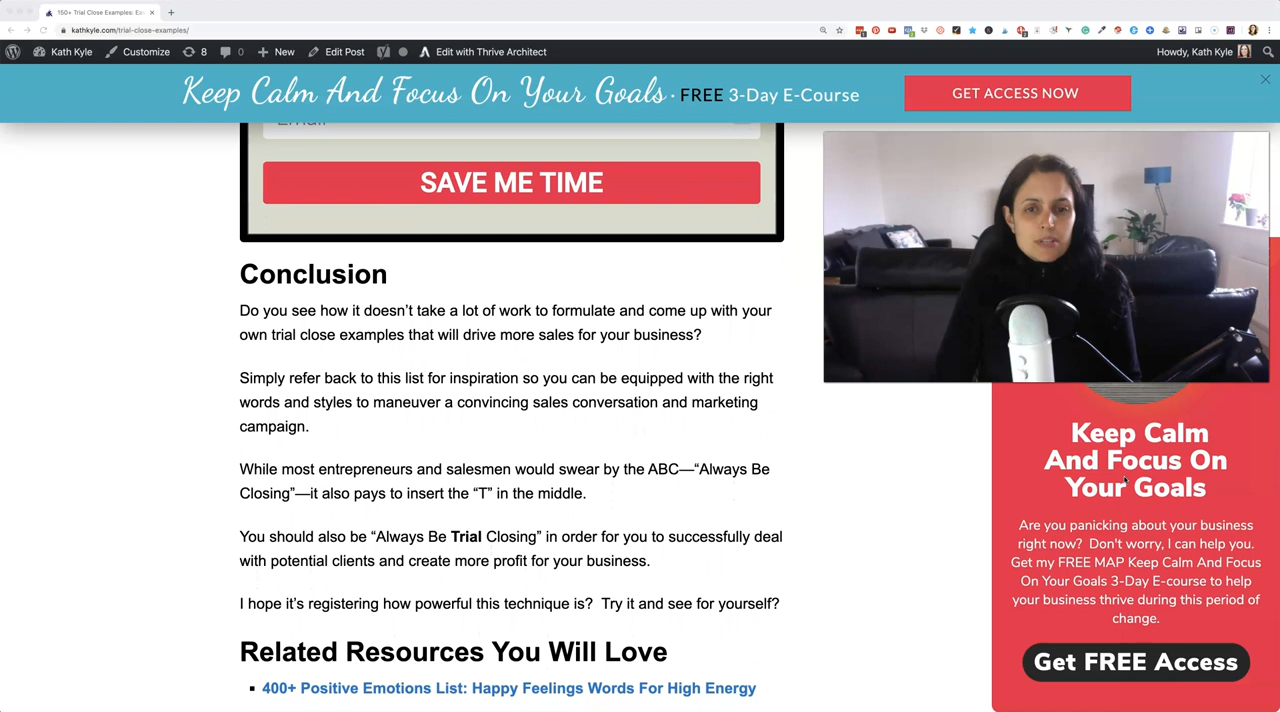 150+ Trial Close Examples: Ea
kathkyle.com/trial-close-examples/
Kath Kyle Customize 8 0 New Edit Post Edit with Thrive Architect Howdy, Kath Kyle
Keep Calm And Focus On Your Goals · FREE 3-Day E-Course GET ACCESS NOW
Email
SAVE ME TIME
Conclusion
Do you see how it doesn’t take a lot of work to formulate and come up with your
own trial close examples that will drive more sales for your business?
Simply refer back to this list for inspiration so you can be equipped with the right
words and styles to maneuver a convincing sales conversation and marketing
campaign.
While most entrepreneurs and salesmen would swear by the ABC—“Always Be
Closing”—it also pays to insert the “T” in the middle.
You should also be “Always Be Trial Closing” in order for you to successfully deal
with potential clients and create more profit for your business.
I hope it’s registering how powerful this technique is? Try it and see for yourself?
Related Resources You Will Love
400+ Positive Emotions List: Happy Feelings Words For High Energy
Keep Calm
And Focus On
Your Goals
Are you panicking about your business
right now? Don't worry, I can help you.
Get my FREE MAP Keep Calm And Focus
On Your Goals 3-Day E-course to help
your business thrive during this period of
change.
Get FREE Access